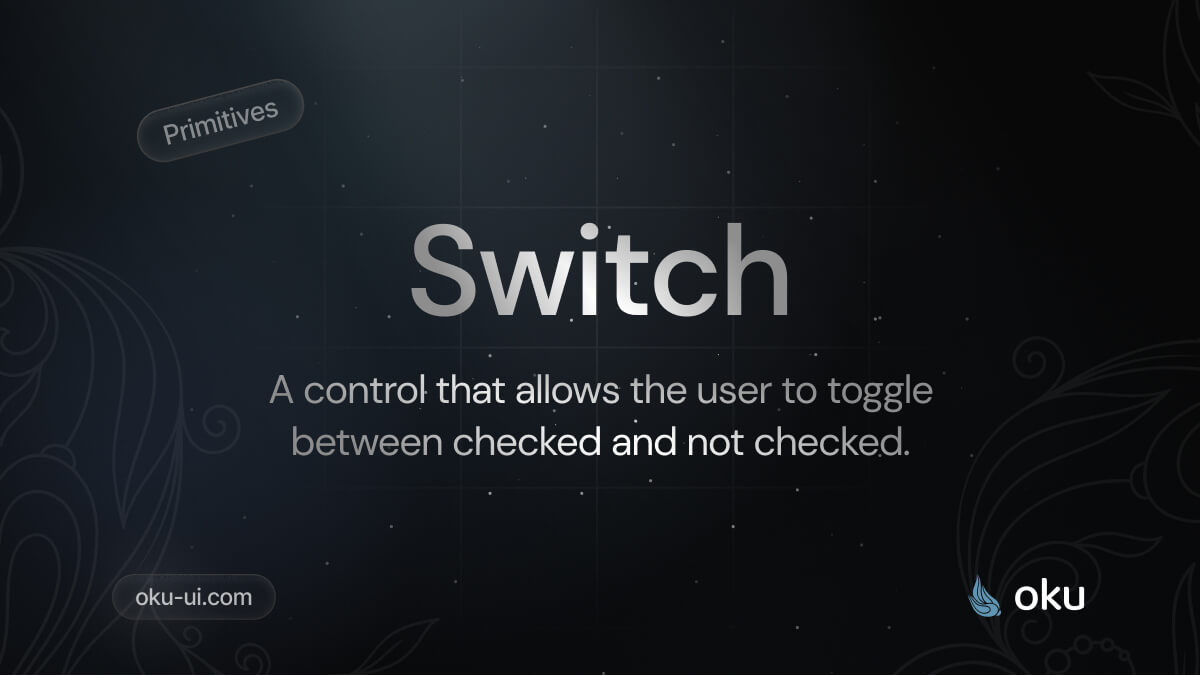 Primitives
Switch
A control that allows the user to toggle
between checked and not checked.
oku-ui.com
oku